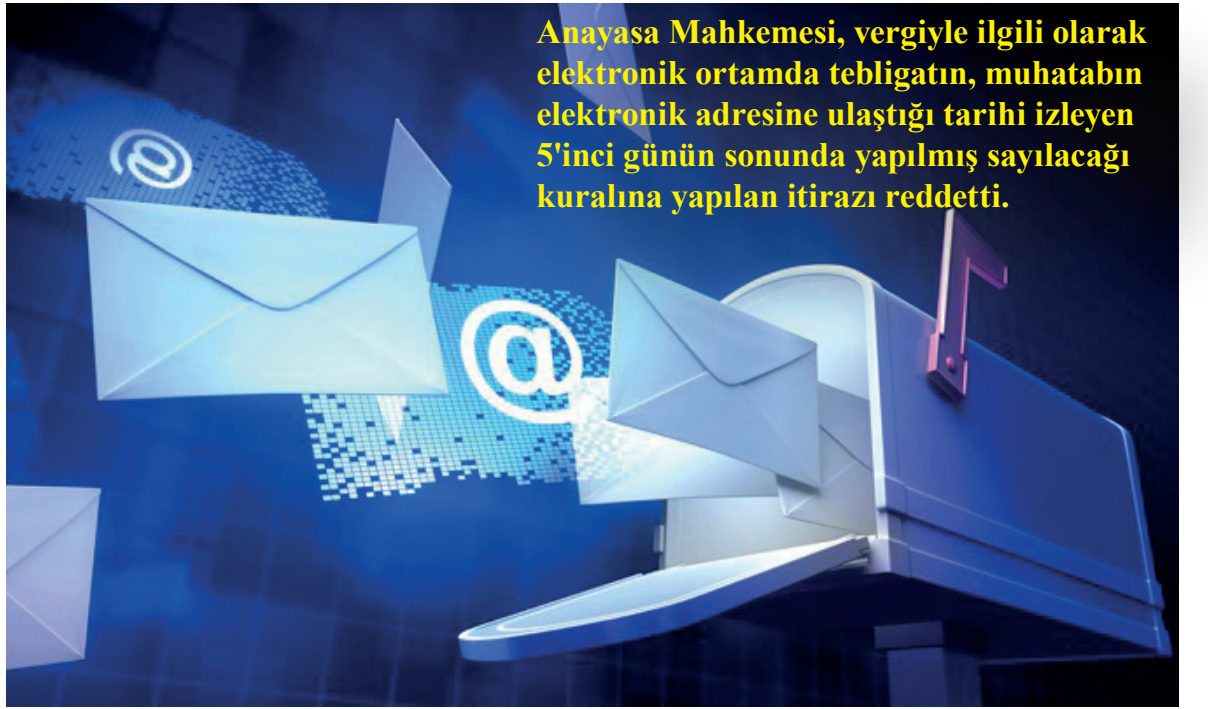 Anayasa Mahkemesi, vergiyle ilgili olarak
elektronik ortamda tebligatın, muhatabın
elektronik adresine ulaştığı tarihi izleyen
5'inci günün sonunda yapılmış sayılacağı
kuralına yapılan itirazı reddetti.
@
@